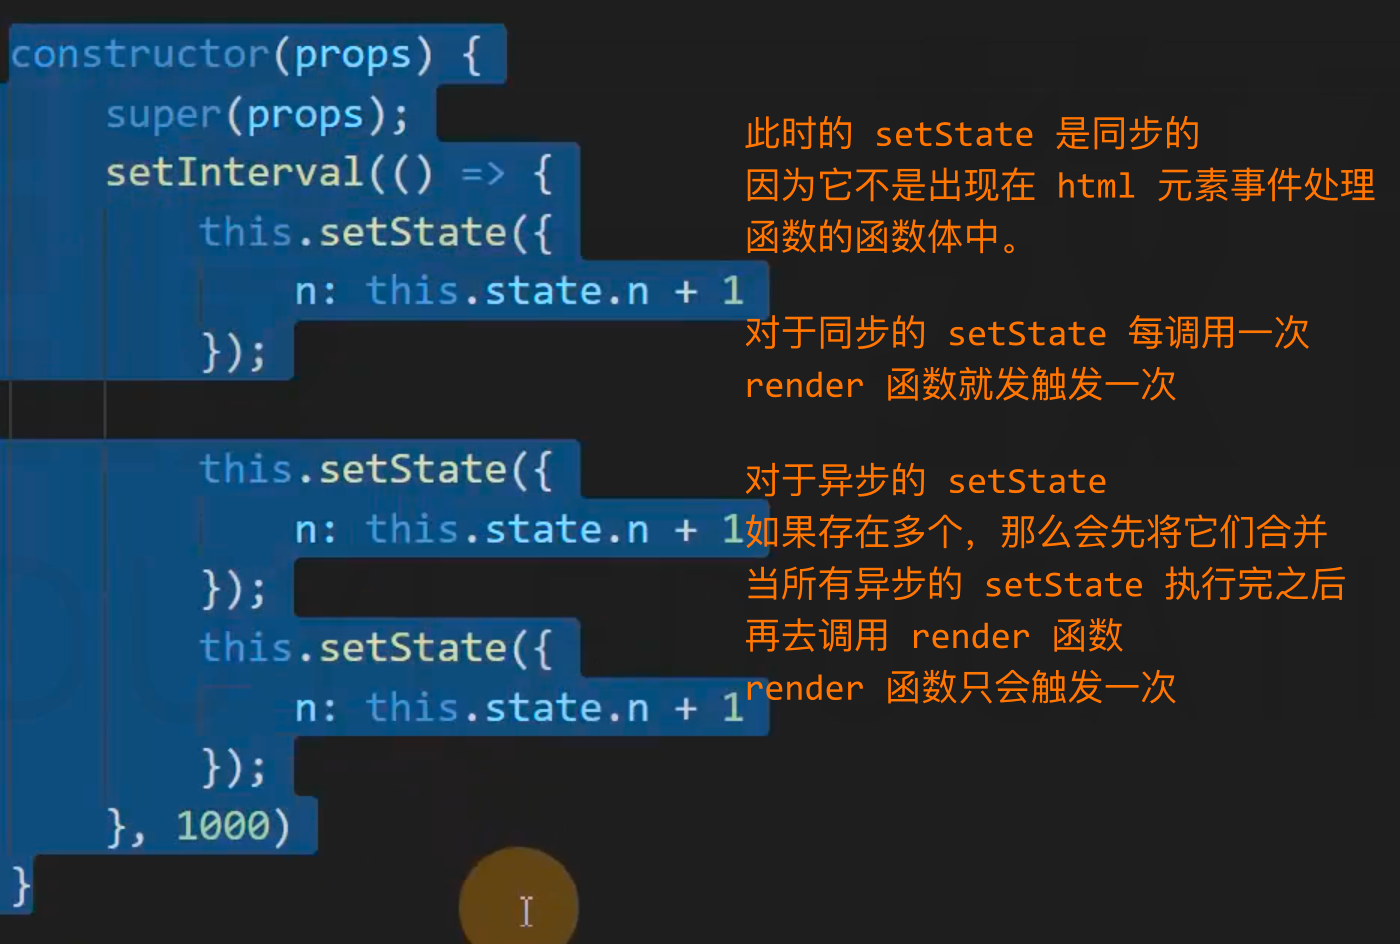 constructor(props) {
super(props);
setInterval(() => {
this.setState({
n: this.state.n + 1
});
this.setState({
n: this.state.n + 1
});
this.setState({
n: this.state.n + 1
});
}, 1000)
}
此时的 setState 是同步的
因为它不是出现在 html 元素事件处理
函数的函数体中。
对于同步的 setState 每调用一次
render 函数就发触发一次
对于异步的 setState
如果存在多个，那么会先将它们合并
当所有异步的 setState 执行完之后
再去调用 render 函数
render 函数只会触发一次